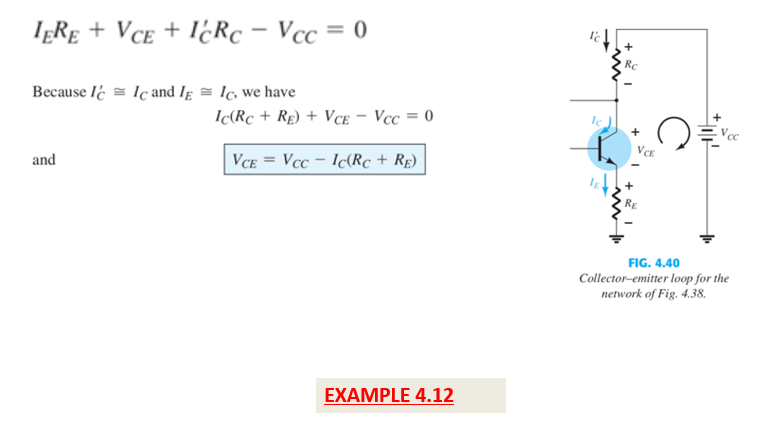 I_E R_E + V_CE + I'_C R_C − V_CC = 0
Because I'_C ≅ I_C and I_E ≅ I_C, we have
I_C(R_C + R_E) + V_CE − V_CC = 0
and
V_CE = V_CC − I_C(R_C + R_E)
I'_C
+
R_C
−
I_C
+
V_CE
−
+
V_CC
−
I_E
+
R_E
−
FIG. 4.40
Collector–emitter loop for the
network of Fig. 4.38.
EXAMPLE 4.12